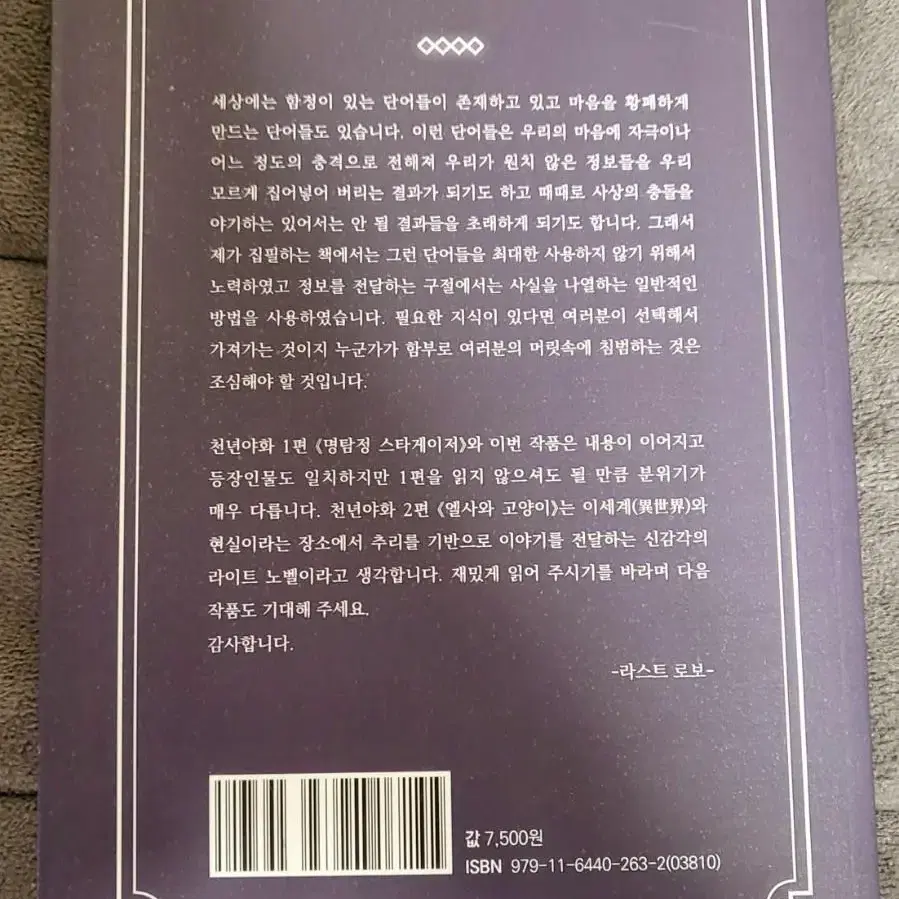 세상에는 함정이 있는 단어들이 존재하고 있고 마음을 황폐하게
만드는 단어들도 있습니다. 이런 단어들은 우리의 마음에 자극이나
어느 정도의 충격으로 전해져 우리가 원치 않은 정보들을 우리
모르게 집어넣어 버리는 결과가 되기도 하고 때때로 사상의 충돌을
야기하는 있어서는 안 될 결과들을 초래하게 되기도 합니다. 그래서
제가 집필하는 책에서는 그런 단어들을 최대한 사용하지 않기 위해서
노력하였고 정보를 전달하는 구절에서는 사실을 나열하는 일반적인
방법을 사용하였습니다. 필요한 지식이 있다면 여러분이 선택해서
가져가는 것이지 누군가가 함부로 여러분의 머릿속에 침범하는 것은
조심해야 할 것입니다.
천년야화 1편 《명탐정 스타게이저》와 이번 작품은 내용이 이어지고
등장인물도 일치하지만 1편을 읽지 않으셔도 될 만큼 분위기가
매우 다릅니다. 천년야화 2편 《엘사와 고양이》는 이세계(異世界)와
현실이라는 장소에서 추리를 기반으로 이야기를 전달하는 신감각의
라이트 노벨이라고 생각합니다. 재밌게 읽어 주시기를 바라며 다음
작품도 기대해 주세요.
감사합니다.
-라스트 로보-
값 7,500원
ISBN 979-11-6440-263-2(03810)